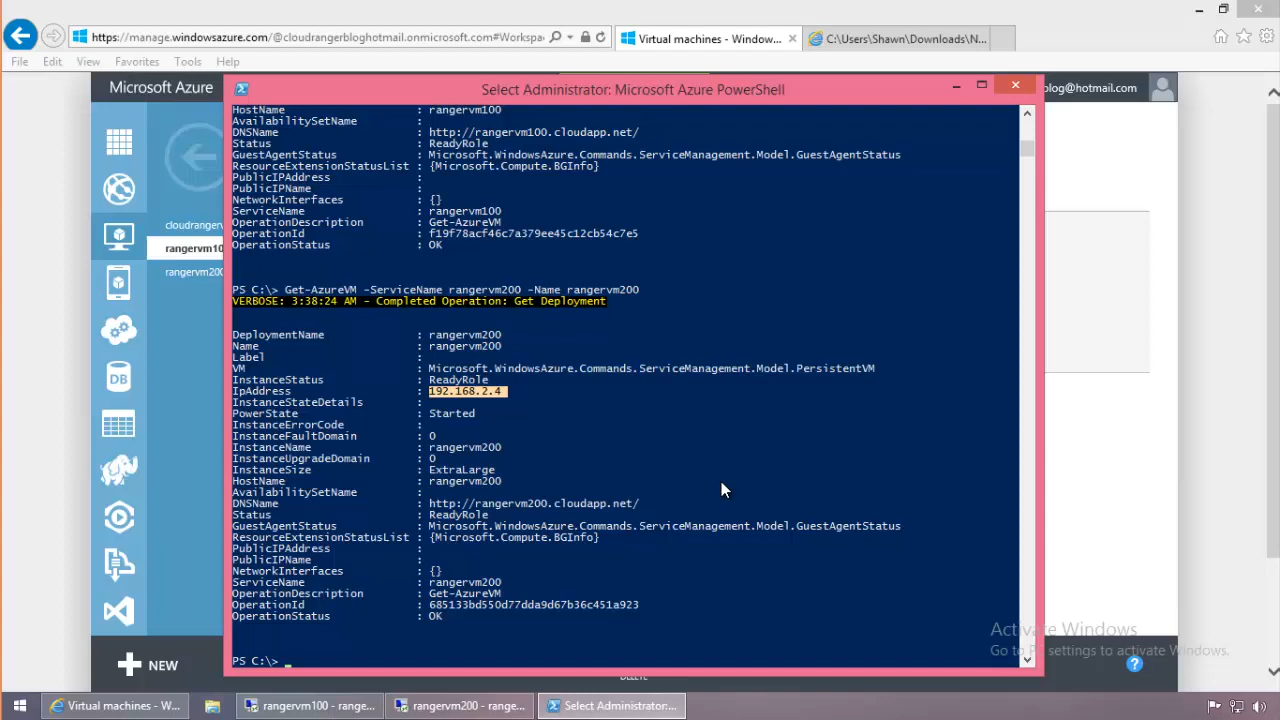 https://manage.windowsazure.com/@cloudrangerbloghotmail.onmicrosoft.com#Workspa
Virtual machines - Window...
C:\Users\Shawn\Downloads\N...
File Edit View Favorites Tools Help
Microsoft Azure
blog@hotmail.com
Select Administrator: Microsoft Azure PowerShell
HostName : rangervm100
AvailabilitySetName :
DNSName : http://rangervm100.cloudapp.net/
Status : ReadyRole
GuestAgentStatus : Microsoft.WindowsAzure.Commands.ServiceManagement.Model.GuestAgentStatus
ResourceExtensionStatusList : {Microsoft.Compute.BGInfo}
PublicIPAddress :
PublicIPName :
NetworkInterfaces : {}
ServiceName : rangervm100
OperationDescription : Get-AzureVM
OperationId : f19f78acf46c7a379ee45c12cb54c7e5
OperationStatus : OK
PS C:\> Get-AzureVM -ServiceName rangervm200 -Name rangervm200
VERBOSE: 3:38:24 AM - Completed Operation: Get Deployment
DeploymentName : rangervm200
Name : rangervm200
Label :
VM : Microsoft.WindowsAzure.Commands.ServiceManagement.Model.PersistentVM
InstanceStatus : ReadyRole
IpAddress : 192.168.2.4
InstanceStateDetails :
PowerState : Started
InstanceErrorCode :
InstanceFaultDomain : 0
InstanceName : rangervm200
InstanceUpgradeDomain : 0
InstanceSize : ExtraLarge
HostName : rangervm200
AvailabilitySetName :
DNSName : http://rangervm200.cloudapp.net/
Status : ReadyRole
GuestAgentStatus : Microsoft.WindowsAzure.Commands.ServiceManagement.Model.GuestAgentStatus
ResourceExtensionStatusList : {Microsoft.Compute.BGInfo}
PublicIPAddress :
PublicIPName :
NetworkInterfaces : {}
ServiceName : rangervm200
OperationDescription : Get-AzureVM
OperationId : 685133bd550d77dda9d67b36c451a923
OperationStatus : OK
PS C:\>
cloudranger
rangervm10
rangervm200
DB
NEW
DELETE
Activate Windows
Go to PC settings to activate Windows.
?
Virtual machines - W...
rangervm100 - range...
rangervm200 - range...
Select Administrator:...